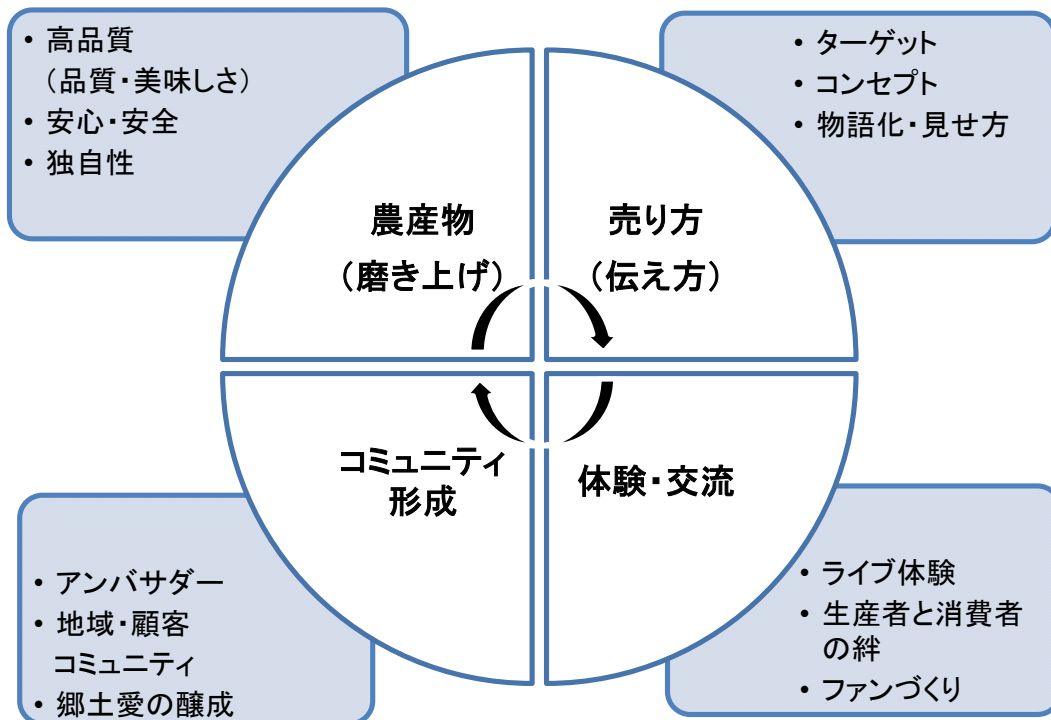 • 高品質
（品質・美味しさ）
• 安心・安全
• 独自性
• ターゲット
• コンセプト
• 物語化・見せ方
農産物
（磨き上げ）
売り方
（伝え方）
コミュニティ
形成
体験・交流
• アンバサダー
• 地域・顧客
コミュニティ
• 郷土愛の醸成
• ライブ体験
• 生産者と消費者
の絆
• ファンづくり